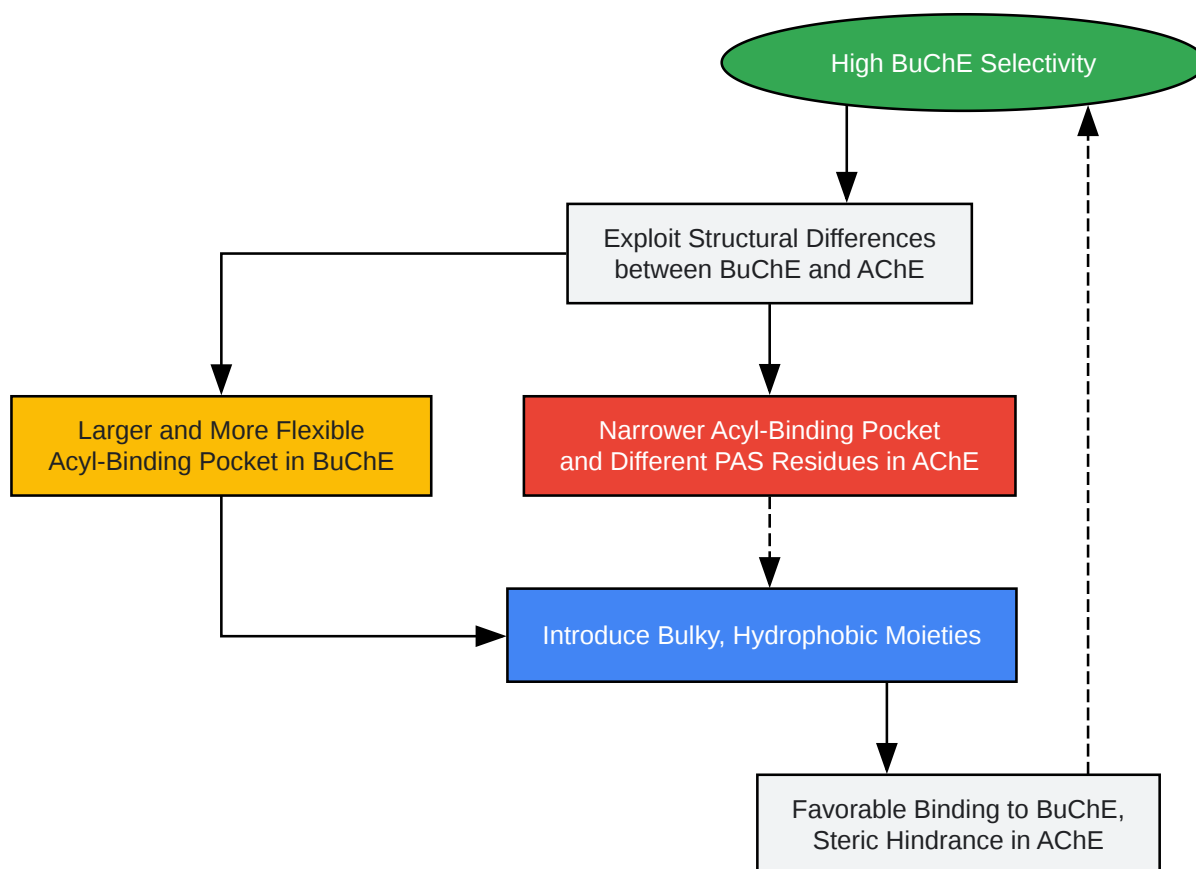 High BuChE Selectivity
Exploit Structural Differences
between BuChE and AChE
Larger and More Flexible
Acyl-Binding Pocket in BuChE
Narrower Acyl-Binding Pocket
and Different PAS Residues in AChE
Introduce Bulky, Hydrophobic Moieties
Favorable Binding to BuChE,
Steric Hindrance in AChE